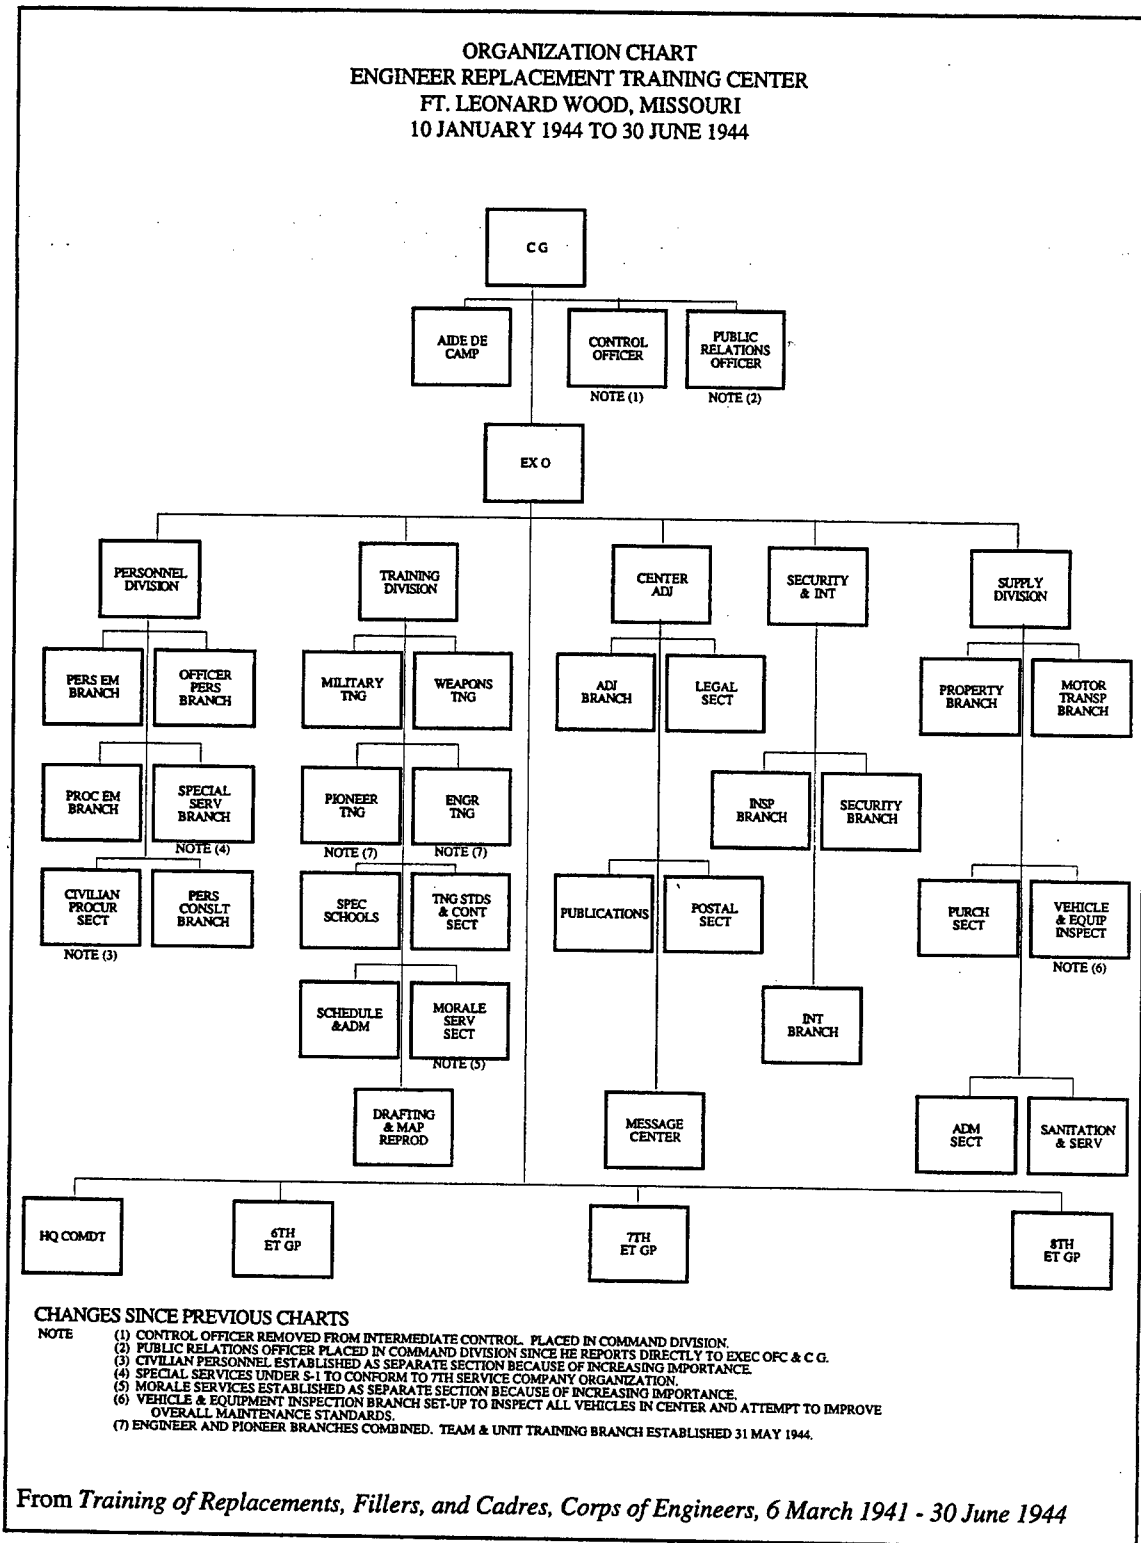 ORGANIZATION CHART
ENGINEER REPLACEMENT TRAINING CENTER
FT. LEONARD WOOD, MISSOURI
10 JANUARY 1944 TO 30 JUNE 1944
C G
AIDE DE
CAMP
CONTROL
OFFICER
NOTE (1)
PUBLIC
RELATIONS
OFFICER
NOTE (2)
EX O
PERSONNEL
DIVISION
TRAINING
DIVISION
CENTER
ADJ
SECURITY
& INT
SUPPLY
DIVISION
PERS EM
BRANCH
OFFICER
PERS
BRANCH
MILITARY
TNG
WEAPONS
TNG
ADJ
BRANCH
LEGAL
SECT
PROPERTY
BRANCH
MOTOR
TRANSP
BRANCH
PROC EM
BRANCH
SPECIAL
SERV
BRANCH
NOTE (4)
PIONEER
TNG
NOTE (7)
ENGR
TNG
NOTE (7)
INSP
BRANCH
SECURITY
BRANCH
CIVILIAN
PROCUR
SECT
NOTE (3)
PERS
CONSLT
BRANCH
SPEC
SCHOOLS
TNG STDS
& CONT
SECT
PUBLICATIONS
POSTAL
SECT
PURCH
SECT
VEHICLE
& EQUIP
INSPECT
NOTE (6)
SCHEDULE
&ADM
MORALE
SERV
SECT
NOTE (5)
INT
BRANCH
DRAFTING
& MAP
REPROD
MESSAGE
CENTER
ADM
SECT
SANITATION
& SERV
HQ COMDT
6TH
ET GP
7TH
ET GP
8TH
ET GP
CHANGES SINCE PREVIOUS CHARTS
NOTE (1) CONTROL OFFICER REMOVED FROM INTERMEDIATE CONTROL. PLACED IN COMMAND DIVISION.
(2) PUBLIC RELATIONS OFFICER PLACED IN COMMAND DIVISION SINCE HE REPORTS DIRECTLY TO EXEC OFC & C G.
(3) CIVILIAN PERSONNEL ESTABLISHED AS SEPARATE SECTION BECAUSE OF INCREASING IMPORTANCE.
(4) SPECIAL SERVICES UNDER S-1 TO CONFORM TO 7TH SERVICE COMPANY ORGANIZATION.
(5) MORALE SERVICES ESTABLISHED AS SEPARATE SECTION BECAUSE OF INCREASING IMPORTANCE.
(6) VEHICLE & EQUIPMENT INSPECTION BRANCH SET-UP TO INSPECT ALL VEHICLES IN CENTER AND ATTEMPT TO IMPROVE
OVERALL MAINTENANCE STANDARDS.
(7) ENGINEER AND PIONEER BRANCHES COMBINED. TEAM & UNIT TRAINING BRANCH ESTABLISHED 31 MAY 1944.
From Training of Replacements, Fillers, and Cadres, Corps of Engineers, 6 March 1941 - 30 June 1944